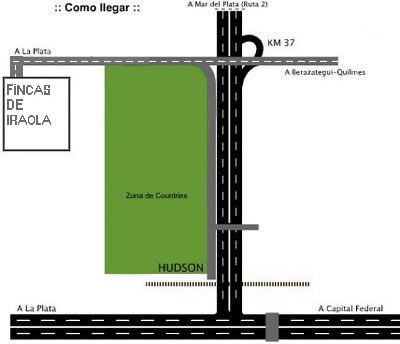 :: Como llegar ::
A Mar del Plata (Ruta 2)
KM 37
A La Plata
A Berazategui-Quilmes
FiNCAS
DE
IRAOLA
Zona de Countries
HUDSON
A La Plata
A Capital Federal